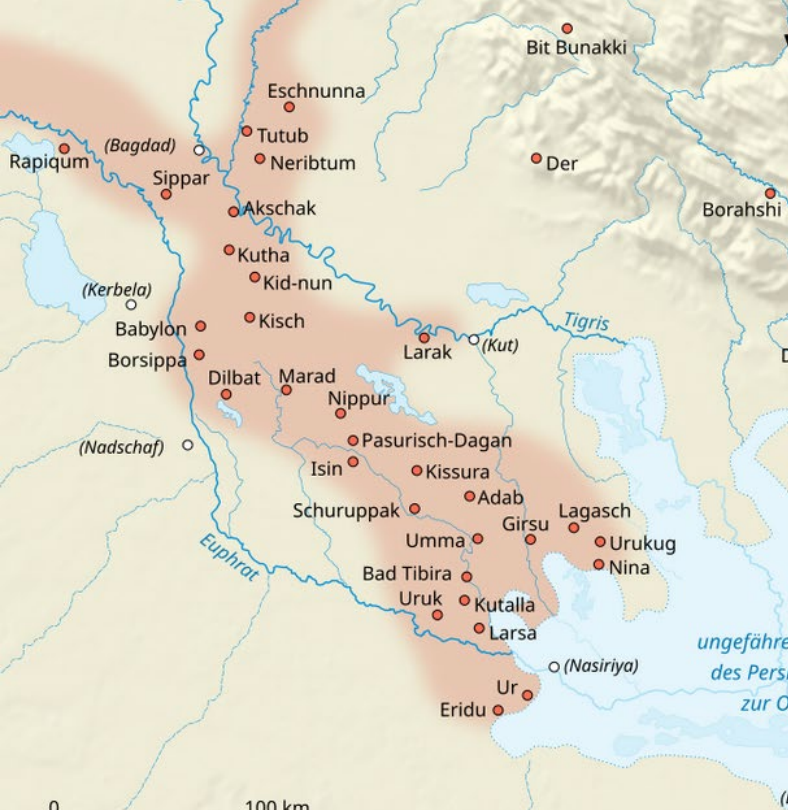 Bit Bunakki
Eschnunna
Tutub
(Bagdad)
Neribtum
Rapiqum
Der
Sippar
Borahshi
Akschak
Kutha
Kid-nun
(Kerbela)
Babylon
Kisch
Tigris
(Kut)
Larak
Borsippa
Dilbat
Marad
Nippur
Pasurisch-Dagan
(Nadschaf)
Isin
Kissura
Adab
Schuruppak
Lagasch
Girsu
Umma
Urukug
Euphrat
Nina
Bad Tibira
Uruk
Kutalla
Larsa
ungefähre
des Pers
zur O
(Nasiriya)
Ur
Eridu
0 100 km